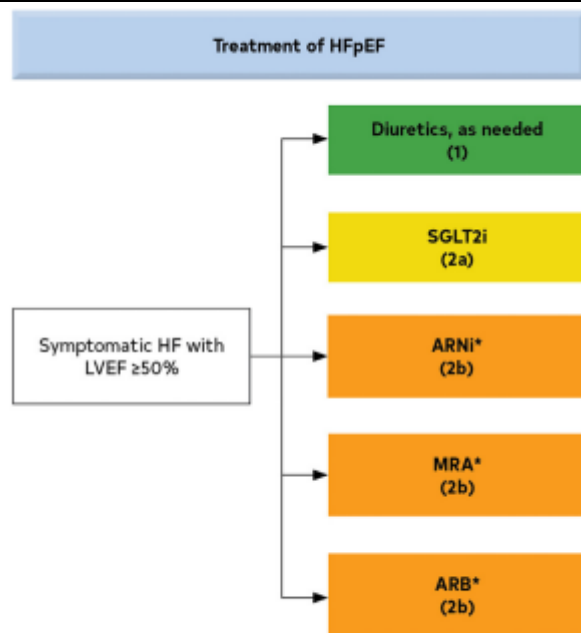 Treatment of HFpEF
Diuretics, as needed
(1)
SGLT2i
(2a)
Symptomatic HF with
LVEF ≥50%
ARNi*
(2b)
MRA*
(2b)
ARB*
(2b)